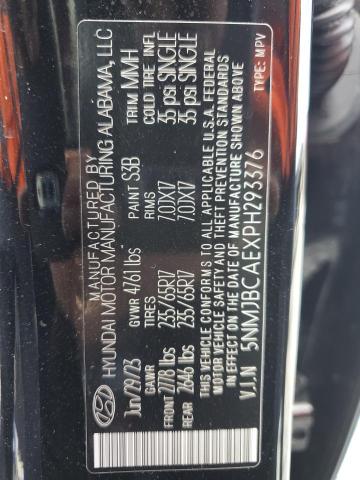 MANUFACTURED BY
HYUNDAI MOTOR MANUFACTURING ALABAMA, LLC
Jun/29/23 GVWR 4761 lbs PAINT S3B TRIM MMH
GAWR TIRES RIMS COLD TIRE INFL
FRONT 2778 lbs 235/65R17 7.0JX17 35 psi SINGLE
REAR 2646 lbs 235/65R17 7.0JX17 35 psi SINGLE
THIS VEHICLE CONFORMS TO ALL APPLICABLE U.S.A. FEDERAL
MOTOR VEHICLE SAFETY AND THEFT PREVENTION STANDARDS
IN EFFECT ON THE DATE OF MANUFACTURE SHOWN ABOVE
V.I.N 5NMJBCAEXPH293376 TYPE: MPV